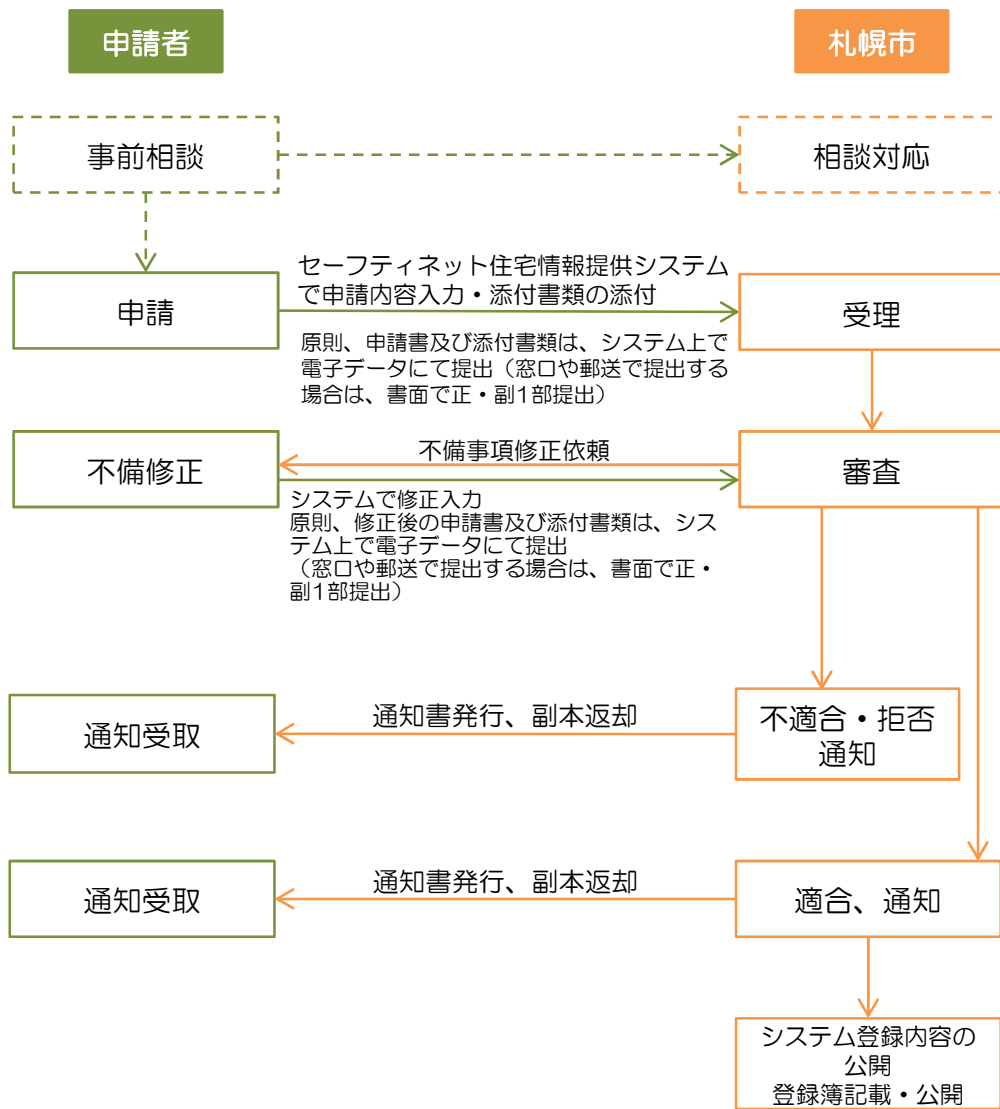 申請者
札幌市
事前相談
相談対応
申請
セーフティネット住宅情報提供システム
で申請内容入力・添付書類の添付
原則、申請書及び添付書類は、システム上で
電子データにて提出（窓口や郵送で提出する
場合は、書面で正・副1部提出）
受理
不備修正
不備事項修正依頼
システムで修正入力
原則、修正後の申請書及び添付書類は、シス
テム上で電子データにて提出
（窓口や郵送で提出する場合は、書面で正・
副1部提出）
審査
通知受取
通知書発行、副本返却
不適合・拒否
通知
通知受取
通知書発行、副本返却
適合、通知
システム登録内容の
公開
登録簿記載・公開